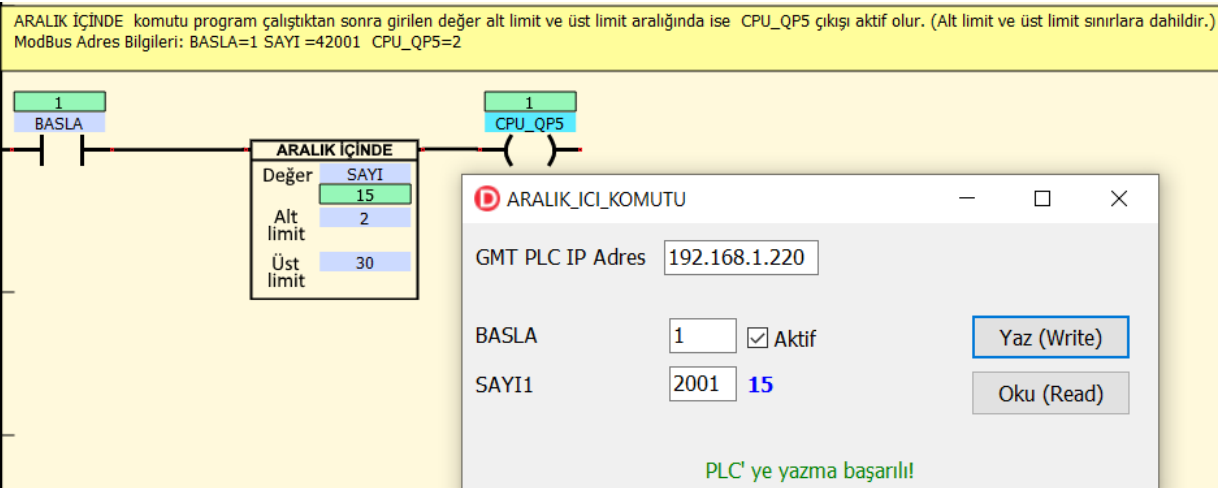 ARALIK İÇİNDE komutu program çalıştıktan sonra girilen değer alt limit ve üst limit aralığında ise CPU_QP5 çıkışı aktif olur. (Alt limit ve üst limit sınırlara dahildir.)
ModBus Adres Bilgileri: BASLA=1 SAYI =42001 CPU_QP5=2
1
BASLA
1
CPU_QP5
ARALIK İÇİNDE
Değer SAYI
15
Alt limit 2
Üst limit 30
ARALIK_ICI_KOMUTU
GMT PLC IP Adres 192.168.1.220
BASLA 1 Aktif Yaz (Write)
SAYI1 2001 15 Oku (Read)
PLC' ye yazma başarılı!